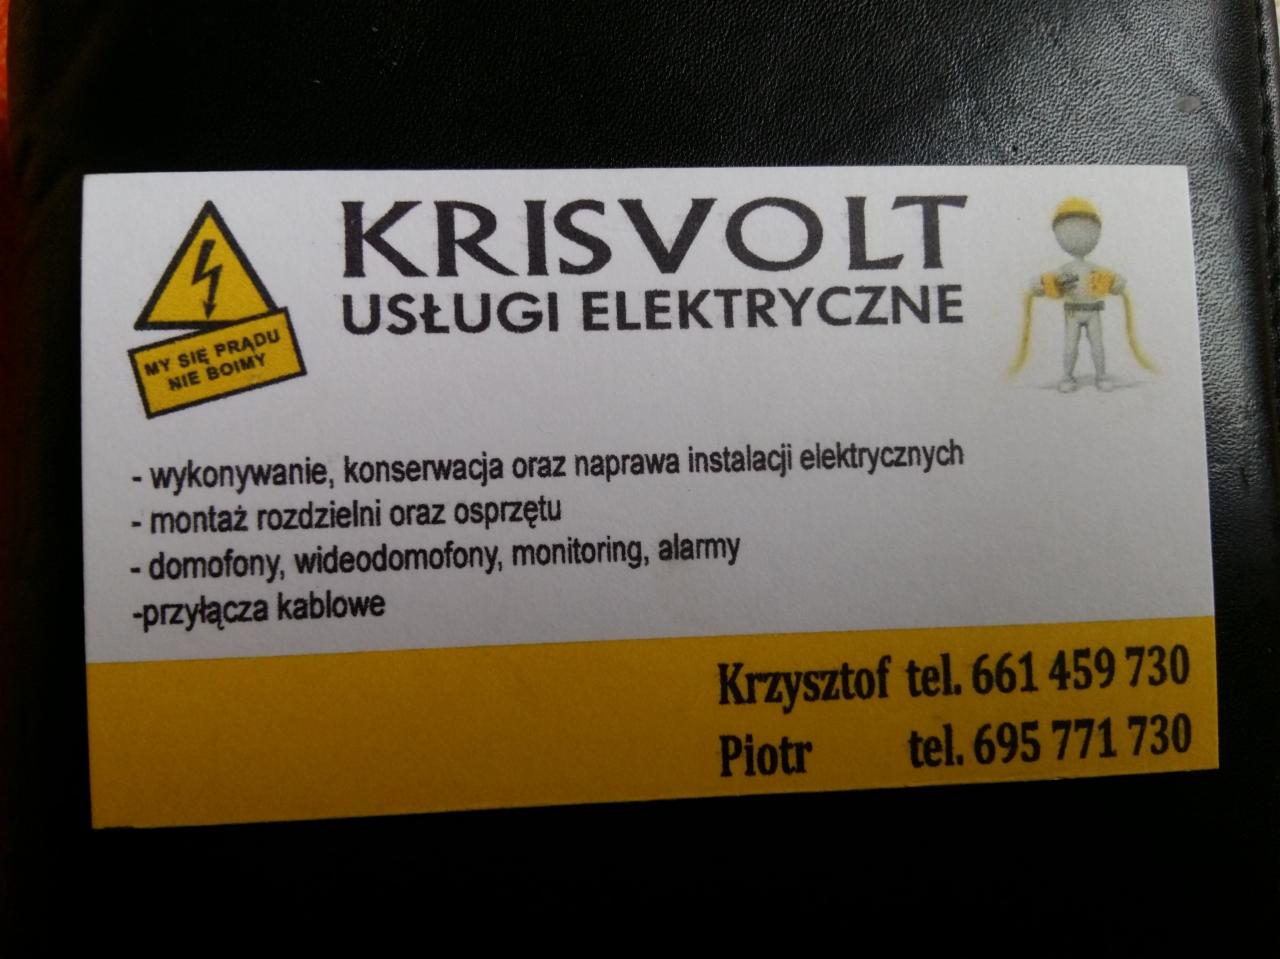 KRISVOLT
USŁUGI ELEKTRYCZNE
MY SIĘ PRĄDU
NIE BOIMY
- wykonywanie, konserwacja oraz naprawa instalacji elektrycznych
- montaż rozdzielni oraz osprzętu
- domofony, wideodomofony, monitoring, alarmy
-przyłącza kablowe
Krzysztof tel. 661 459 730
Piotr tel. 695 771 730